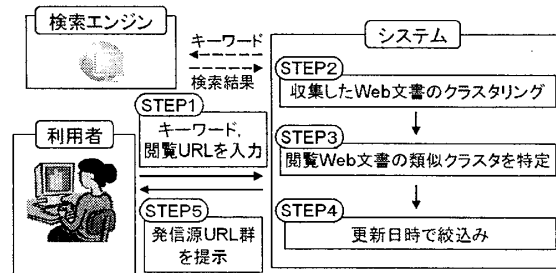 検索エンジン
キーワード
検索結果
システム
STEP2
収集したWeb文書のクラスタリング
STEP1
キーワード,
閲覧URLを入力
利用者
STEP3
閲覧Web文書の類似クラスタを特定
STEP5
発信源URL群
を提示
STEP4
更新日時で絞込み